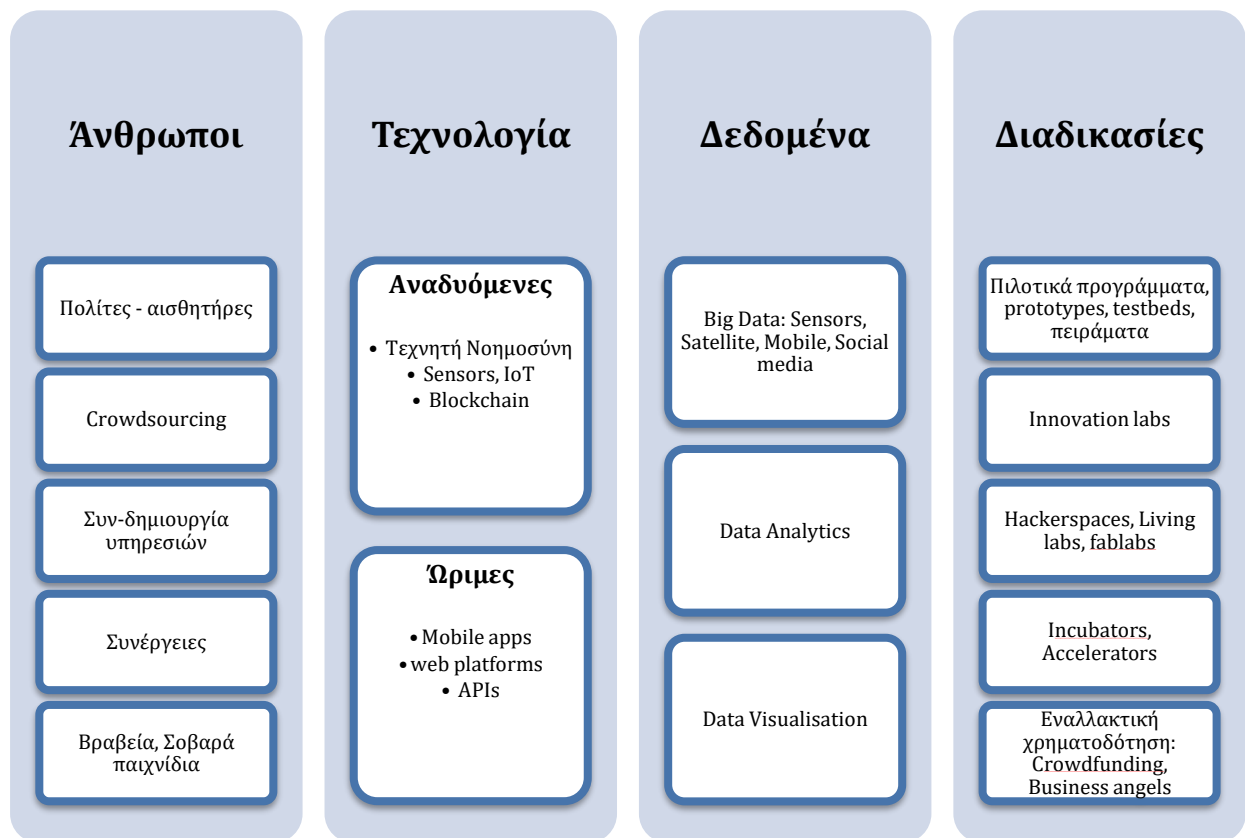 Άνθρωποι
Πολίτες - αισθητήρες
Crowdsourcing
Συν-δημιουργία
υπηρεσιών
Συνέργειες
Βραβεία, Σοβαρά
παιχνίδια
Τεχνολογία
Αναδυόμενες
• Τεχνητή Νοημοσύνη
• Sensors, IoT
• Blockchain
Ώριμες
• Mobile apps
• web platforms
• APIs
Δεδομένα
Big Data: Sensors,
Satellite, Mobile, Social
media
Data Analytics
Data Visualisation
Διαδικασίες
Πιλοτικά προγράμματα,
prototypes, testbeds,
πειράματα
Innovation labs
Hackerspaces, Living
labs, fablabs
Incubators,
Accelerators
Εναλλακτική
χρηματοδότηση:
Crowdfunding,
Business angels